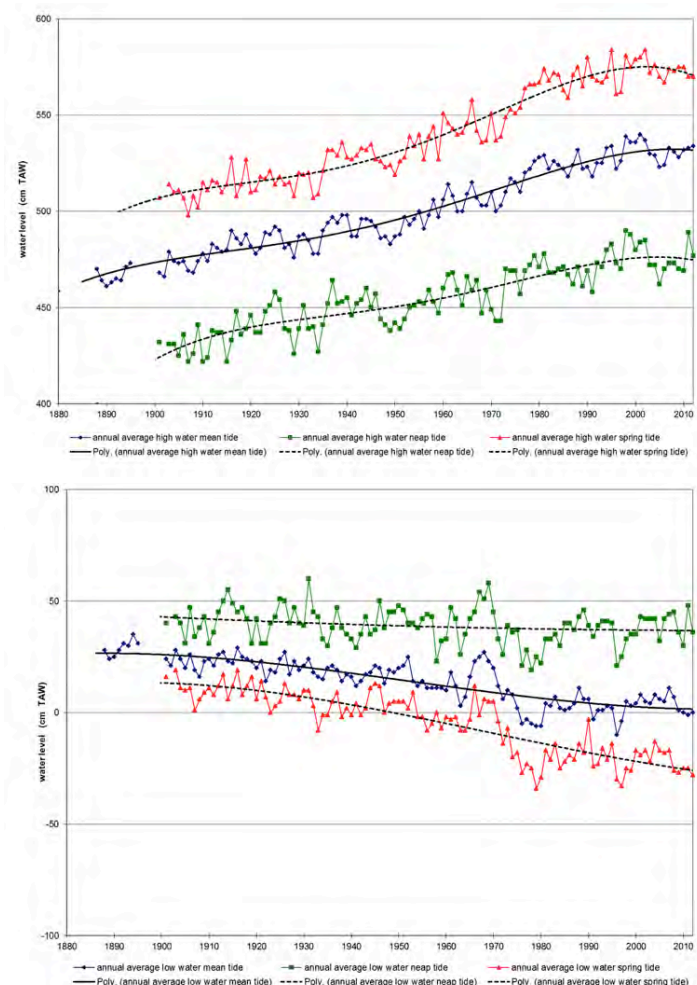 600
550
500
450
400
water level (cm TAW)
1880 1890 1900 1910 1920 1930 1940 1950 1960 1970 1980 1990 2000 2010
annual average high water mean tide annual average high water neap tide annual average high water spring tide
Poly. (annual average high water mean tide) Poly. (annual average high water neap tide) Poly. (annual average high water spring tide)
100
50
0
-50
-100
water level (cm TAW)
1880 1890 1900 1910 1920 1930 1940 1950 1960 1970 1980 1990 2000 2010
annual average low water mean tide annual average low water neap tide annual average low water spring tide
Poly. (annual average low water mean tide) Poly. (annual average low water neap tide) Poly. (annual average low water spring tide)